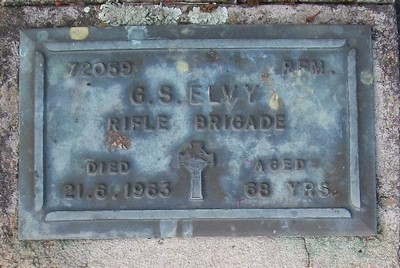 72059 RFM.
G. S. ELVY
RIFLE BRIGADE
DIED AGED
21.6.1963 68 YRS.